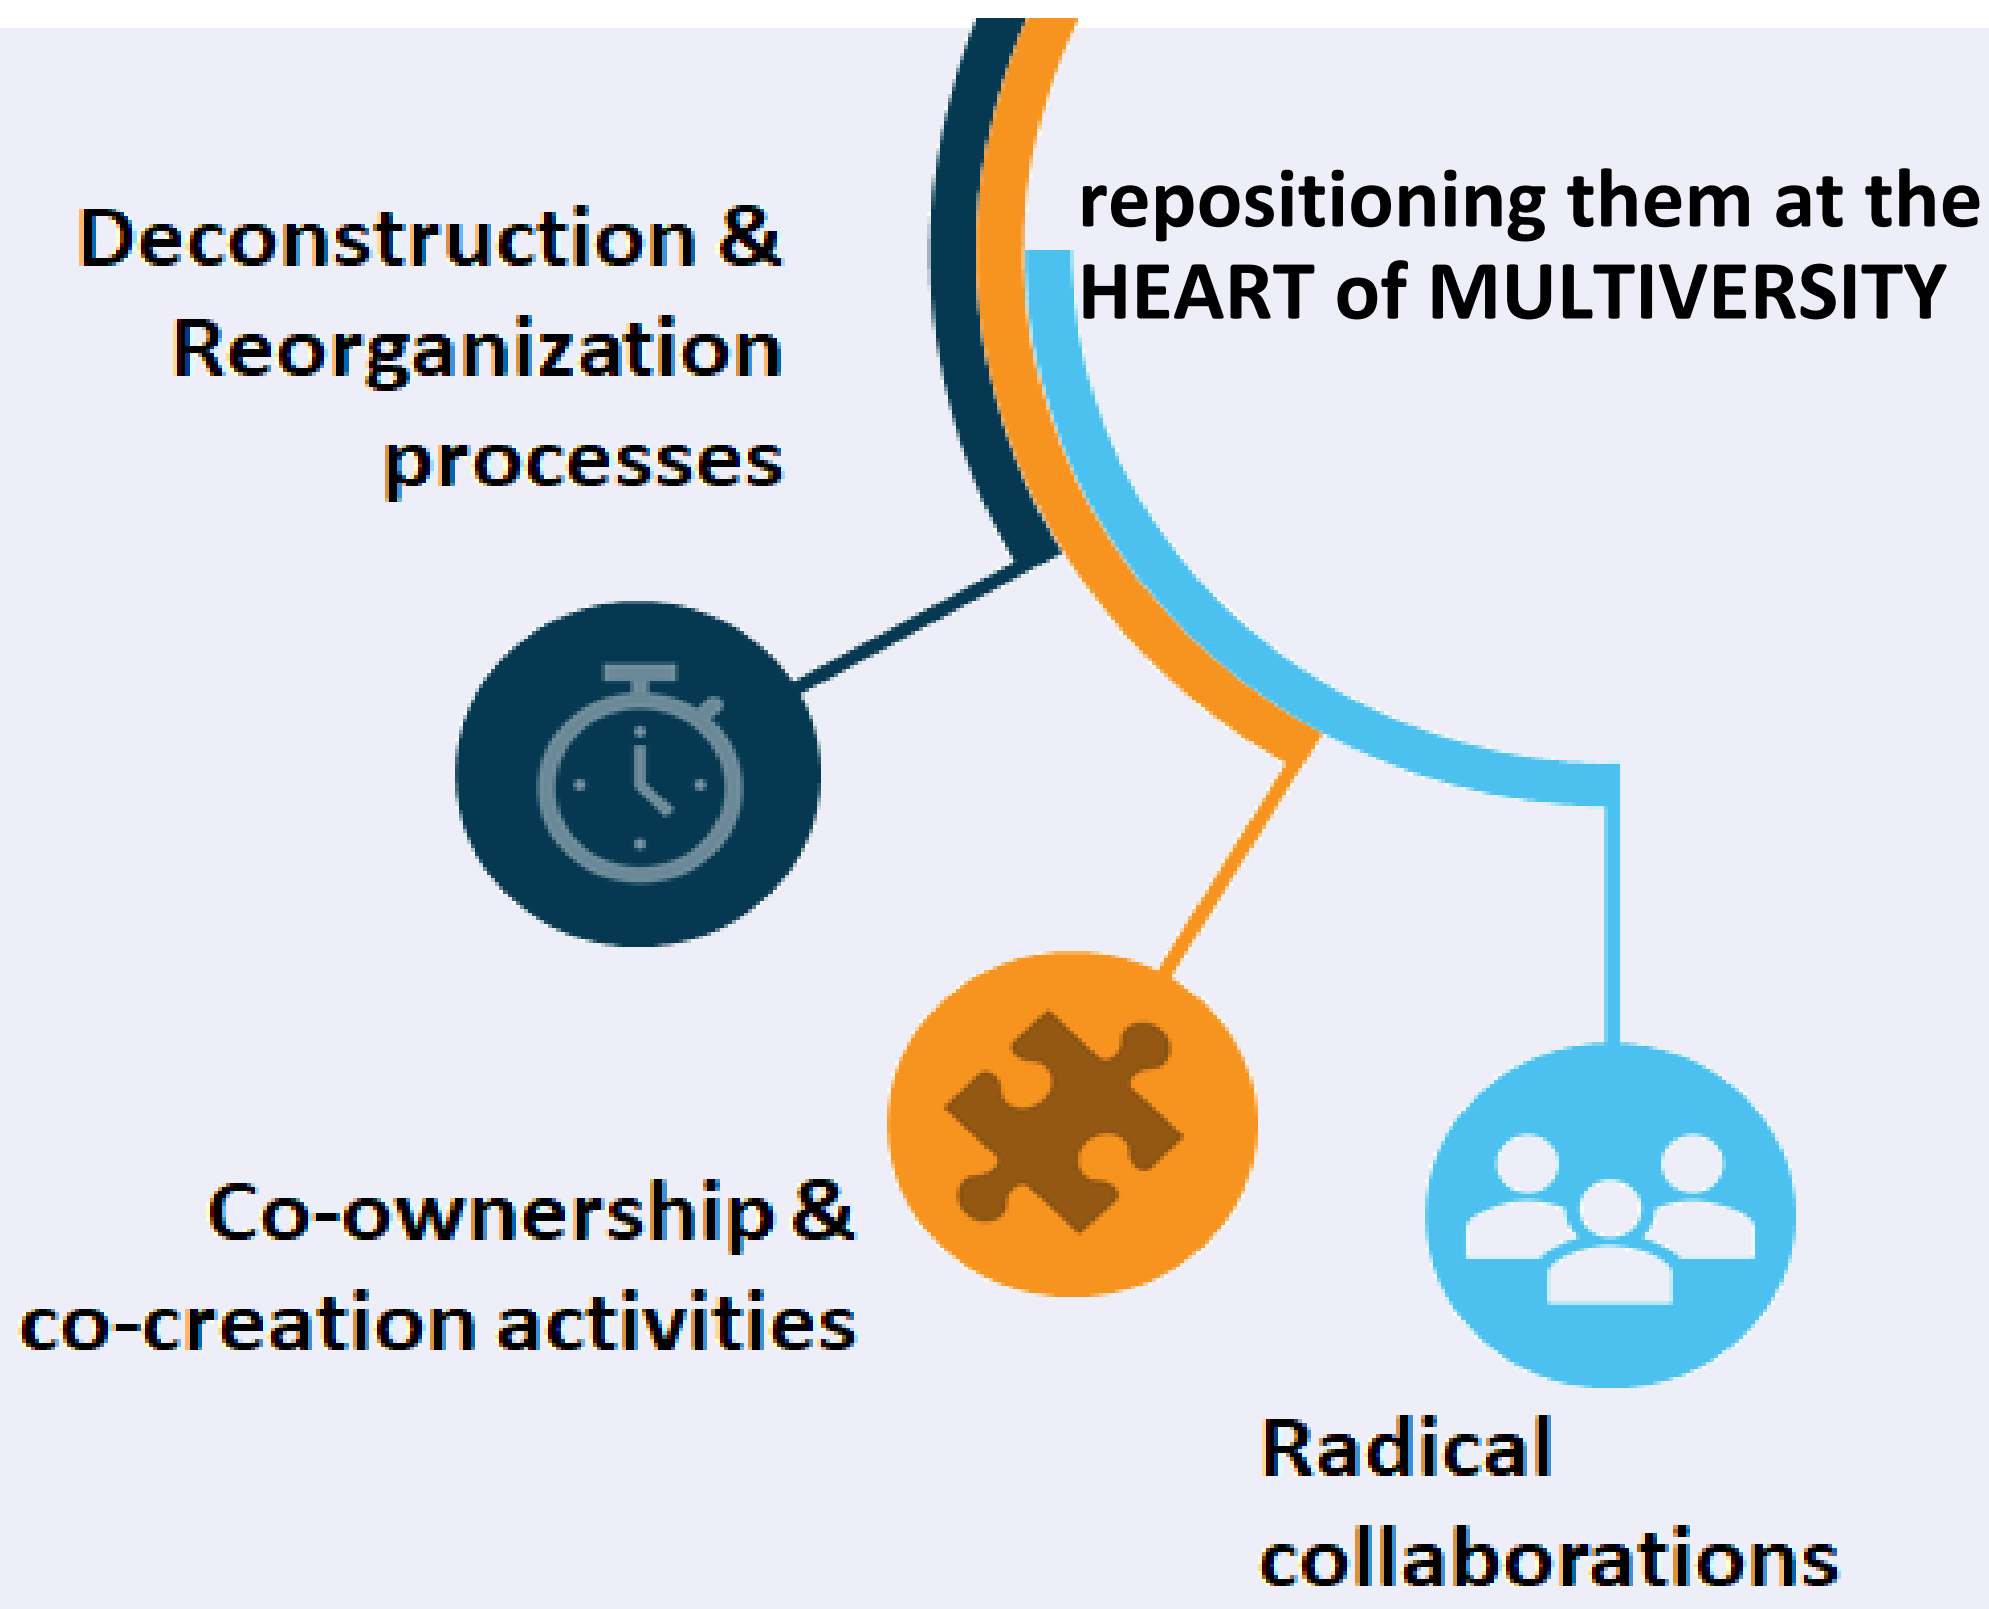 Deconstruction &
Reorganization
processes
repositioning them at the
HEART of MULTIVERSITY
Co-ownership &
co-creation activities
Radical
collaborations